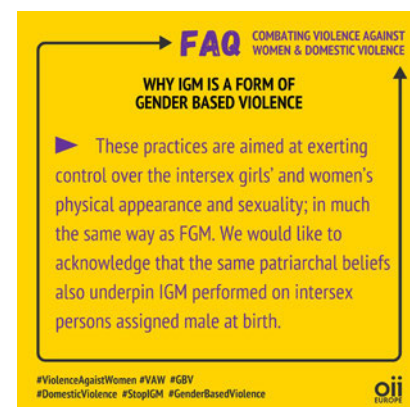 FAQ
COMBATING VIOLENCE AGAINST
WOMEN & DOMESTIC VIOLENCE
WHY IGM IS A FORM OF
GENDER BASED VIOLENCE
These practices are aimed at exerting
control over the intersex girls' and women's
physical appearance and sexuality; in much
the same way as FGM. We would like to
acknowledge that the same patriarchal beliefs
also underpin IGM performed on intersex
persons assigned male at birth.
#ViolenceAgaistWomen #VAW #GBV
#DomesticViolence #StopIGM #GenderBasedViolence
oii
EUROPE